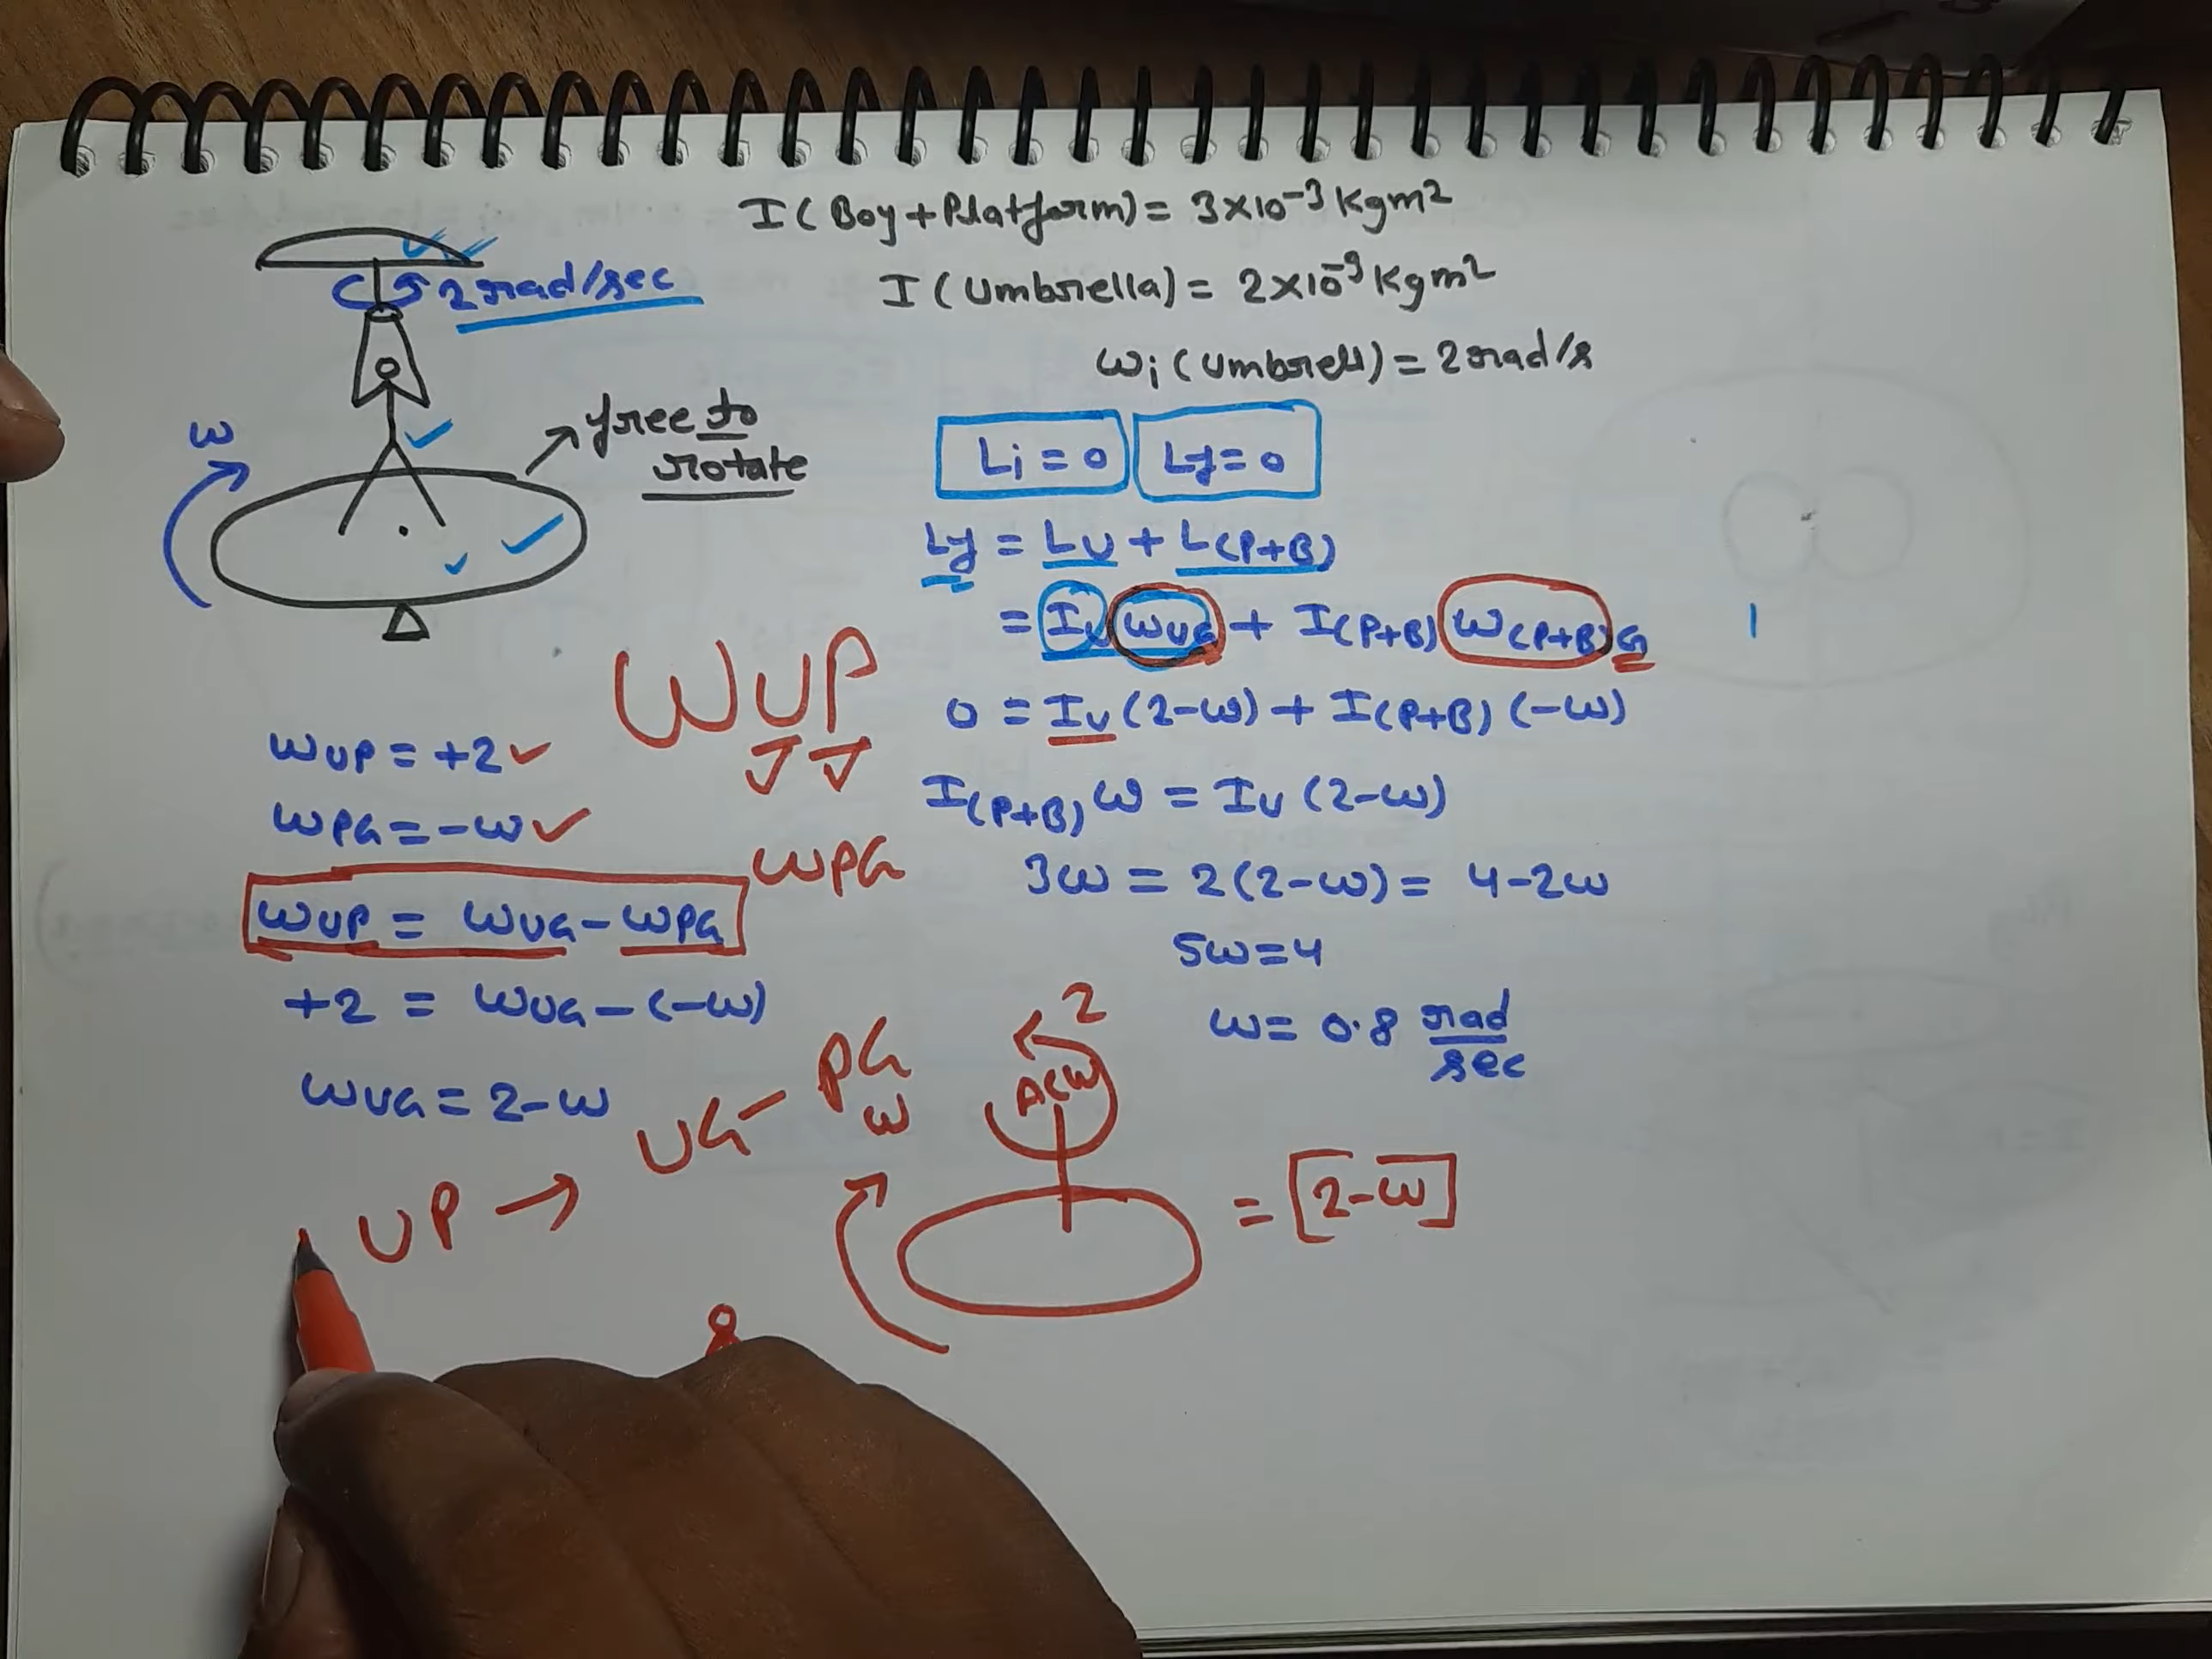 I(Boy+Platform) = 3×10⁻³ Kgm²
I(Umbrella) = 2×10⁻³ Kgm²
ωi(Umbrell) = 2 rad/s
2 rad/sec
ω
free to
rotate
Li = 0
Lf = 0
Lf = LU + L(P+B)
= IU ωUG + I(P+B) ω(P+B)G
0 = IU (2-ω) + I(P+B) (-ω)
I(P+B) ω = IU (2-ω)
3ω = 2(2-ω) = 4-2ω
5ω = 4
ω = 0.8 rad/sec
ωUP
ωUP = +2
ωPG = -ω
ωPG
ωUP = ωUG - ωPG
+2 = ωUG - (-ω)
ωUG = 2-ω
UP → UG - PG
ω
2
ACW
= [2-ω]